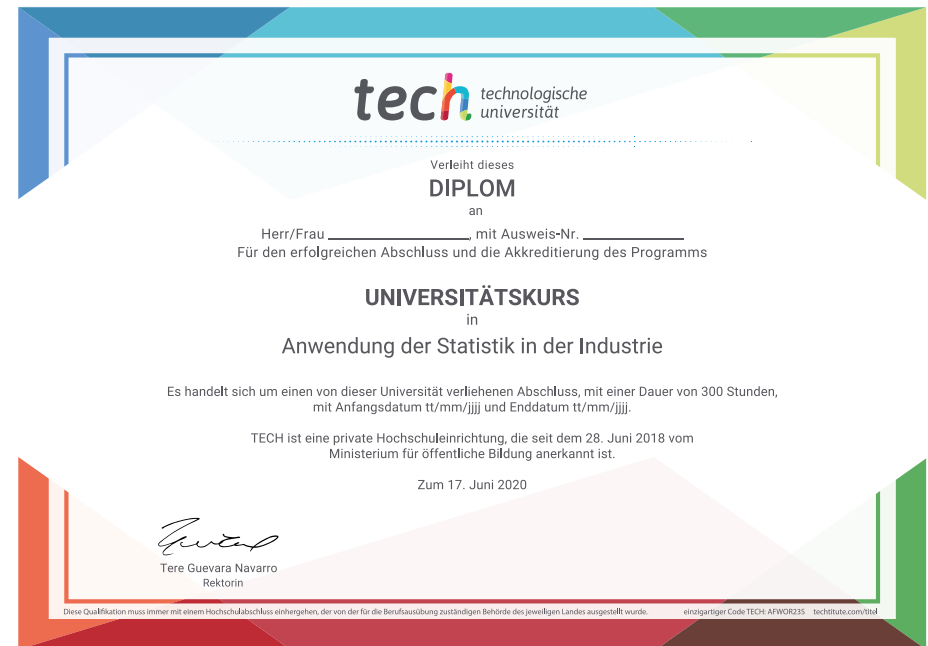 tech technologische
universität
Verleiht dieses
DIPLOM
an
Herr/Frau ________________, mit Ausweis-Nr. ____________
Für den erfolgreichen Abschluss und die Akkreditierung des Programms
UNIVERSITÄTSKURS
in
Anwendung der Statistik in der Industrie
Es handelt sich um einen von dieser Universität verliehenen Abschluss, mit einer Dauer von 300 Stunden,
mit Anfangsdatum tt/mm/jjjj und Enddatum tt/mm/jjjj.
TECH ist eine private Hochschuleinrichtung, die seit dem 28. Juni 2018 vom
Ministerium für öffentliche Bildung anerkannt ist.
Zum 17. Juni 2020
Tere Guevara Navarro
Rektorin
Diese Qualifikation muss immer mit einem Hochschulabschluss einhergehen, der von der für die Berufsausübung zuständigen Behörde des jeweiligen Landes ausgestellt wurde. einzigartiger Code TECH: AFWOR23S techtitute.com/titel